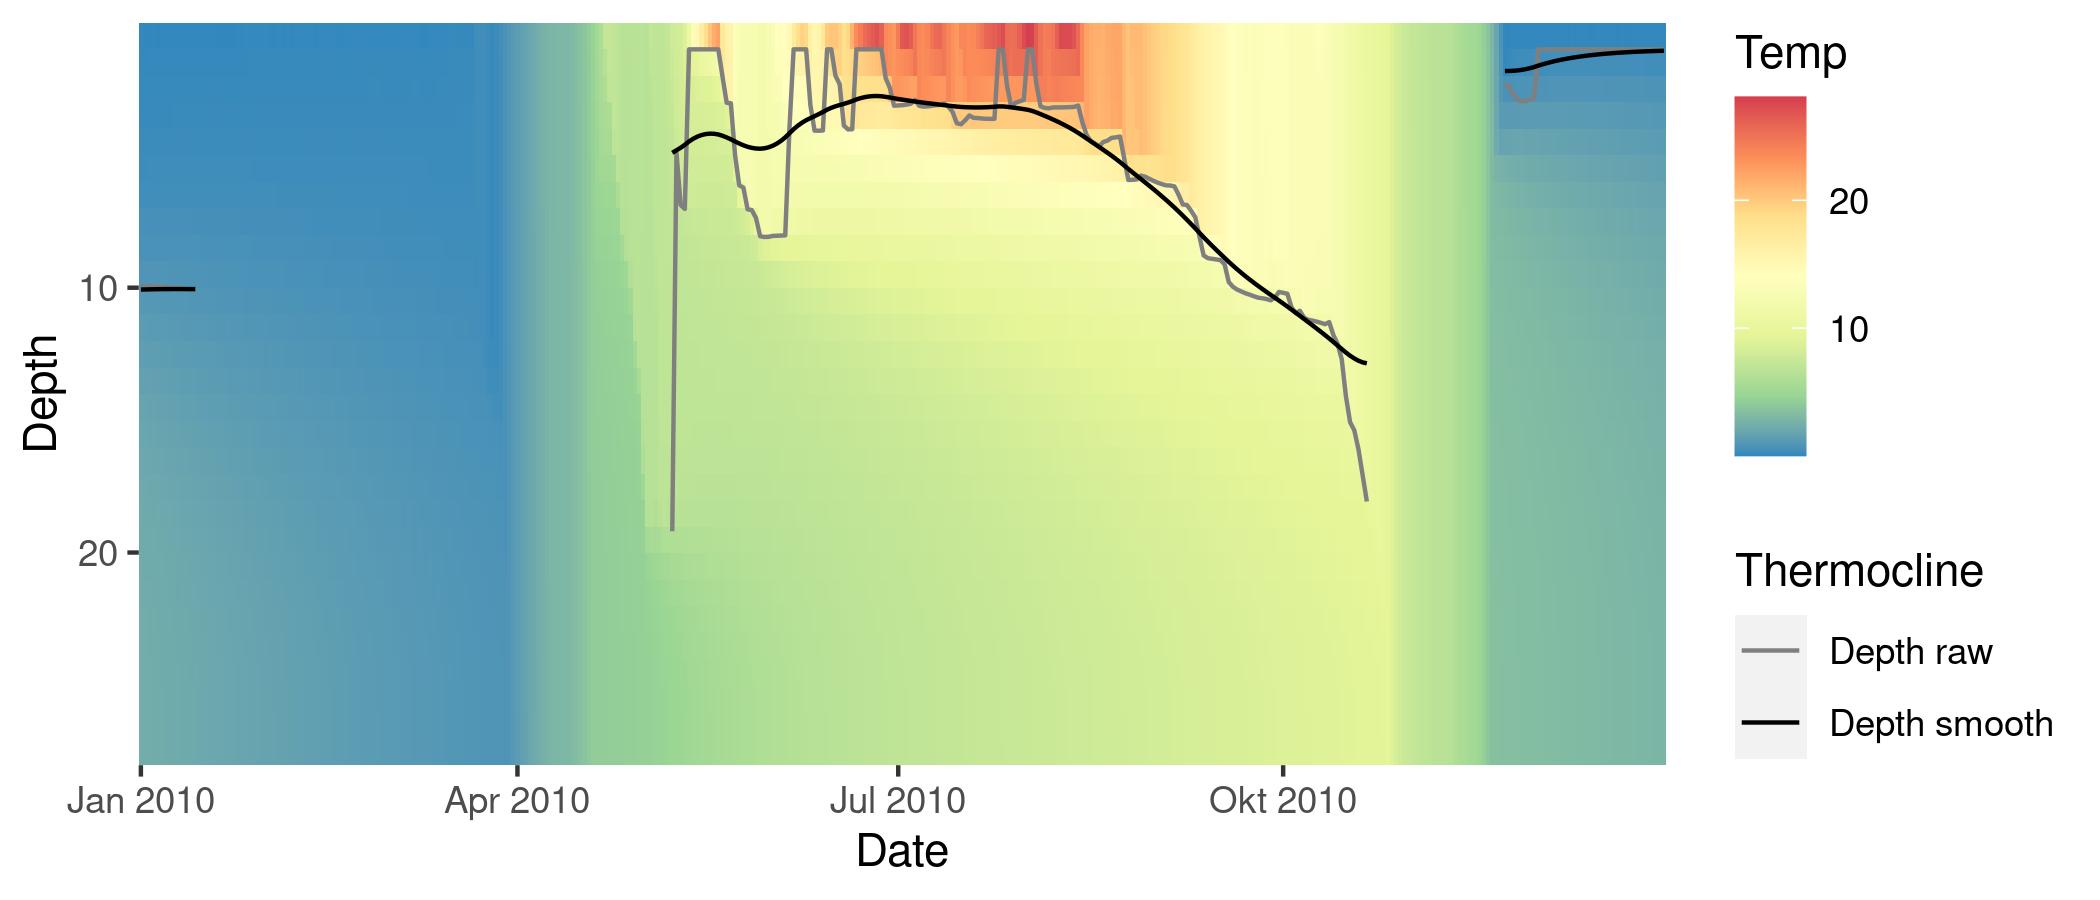 Temp
20
10
Thermocline
Depth raw
Depth smooth
Depth
10
20
Jan 2010
Apr 2010
Jul 2010
Okt 2010
Date